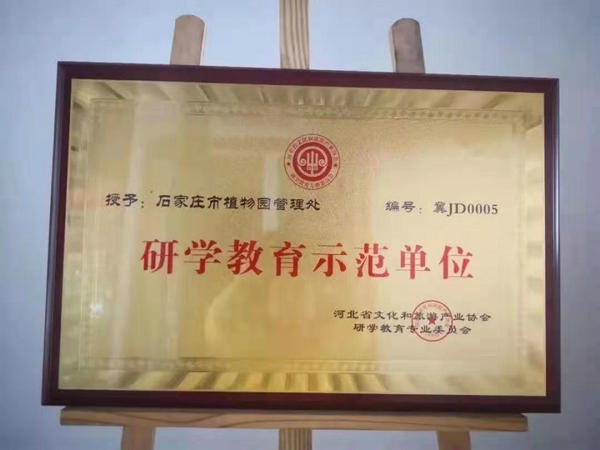 授予：石家庄市植物园管理处
编号：冀JD0005
研学教育示范单位
河北省文化和旅游产业协会
研学教育专业委员会